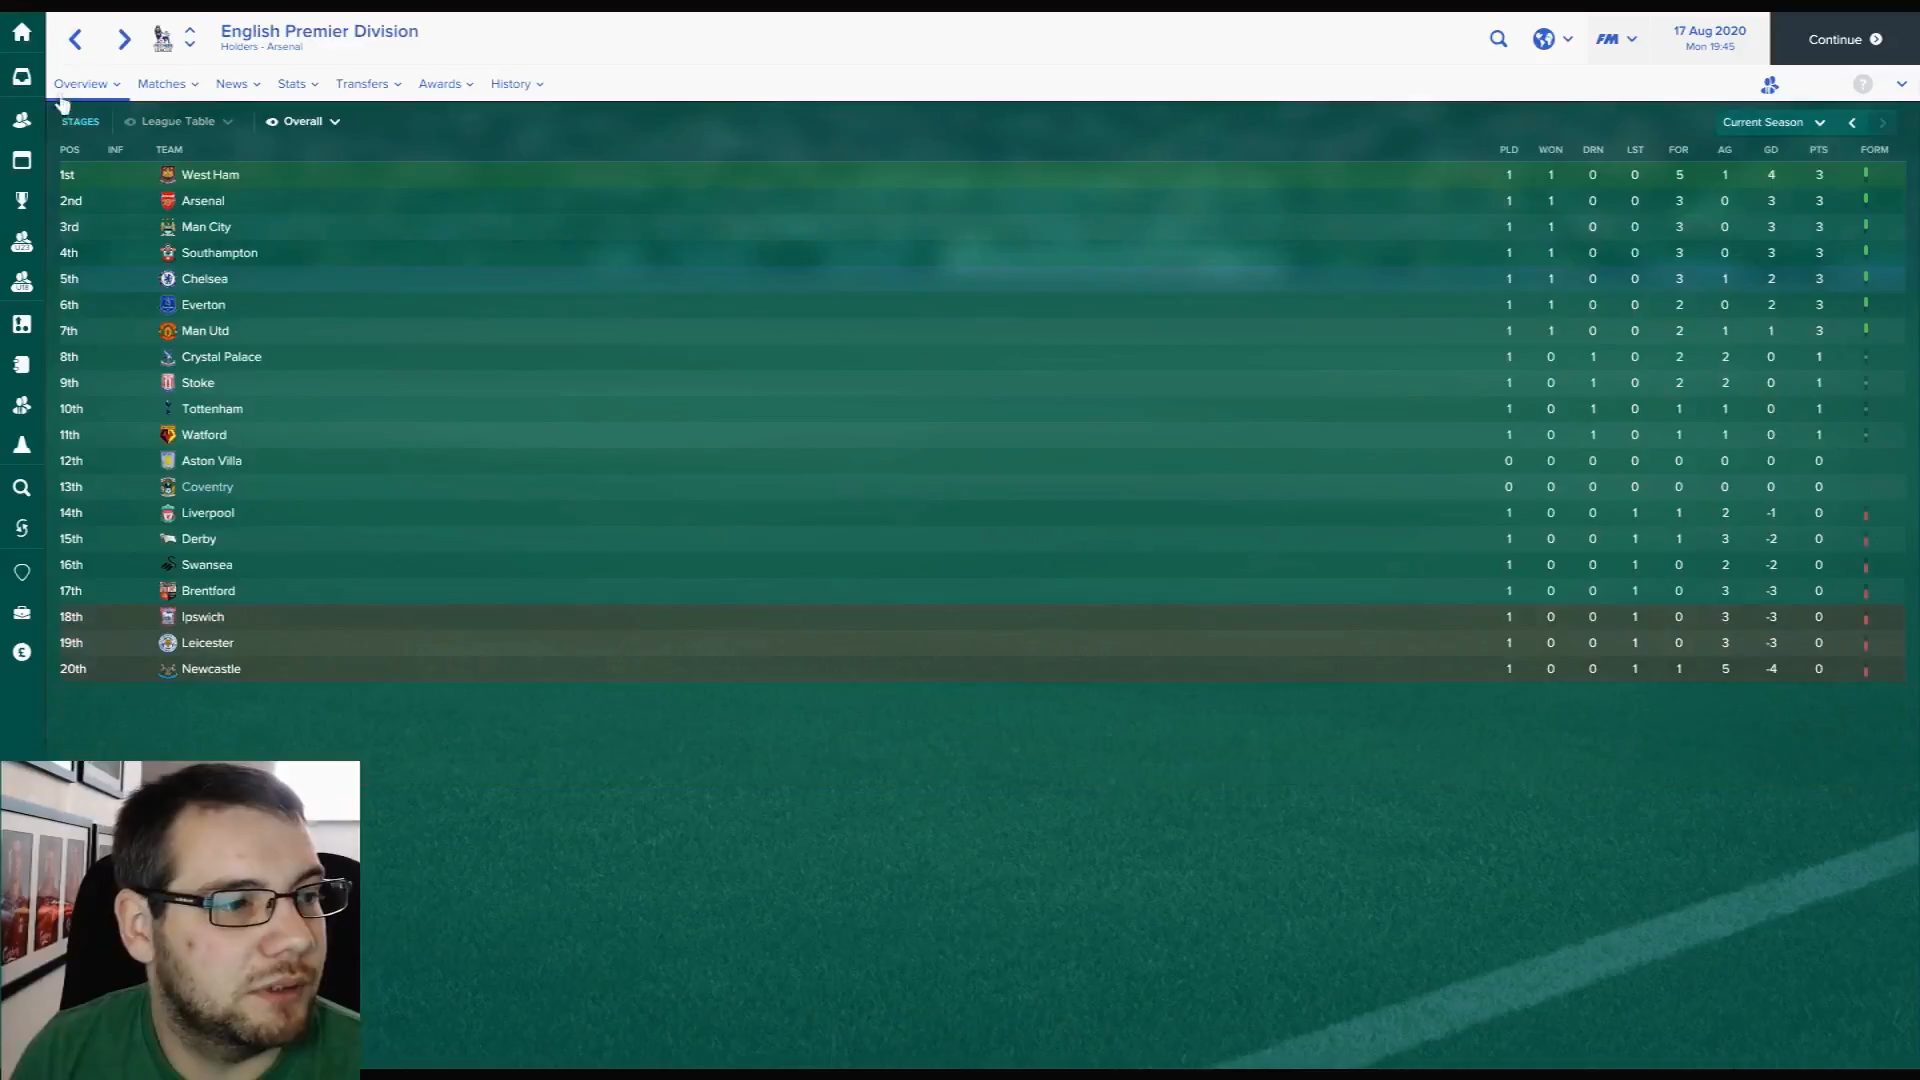 English Premier Division
Holders - Arsenal
FM
17 Aug 2020
Mon 19:45
Continue
Overview Matches News Stats Transfers Awards History
?
STAGES League Table Overall Current Season
POS INF TEAM PLD WON DRN LST FOR AG GD PTS FORM
1st West Ham 1 1 0 0 5 1 4 3
2nd Arsenal 1 1 0 0 3 0 3 3
3rd Man City 1 1 0 0 3 0 3 3
4th Southampton 1 1 0 0 3 0 3 3
5th Chelsea 1 1 0 0 3 1 2 3
6th Everton 1 1 0 0 2 0 2 3
7th Man Utd 1 1 0 0 2 1 1 3
8th Crystal Palace 1 0 1 0 2 2 0 1
9th Stoke 1 0 1 0 2 2 0 1
10th Tottenham 1 0 1 0 1 1 0 1
11th Watford 1 0 1 0 1 1 0 1
12th Aston Villa 0 0 0 0 0 0 0 0
13th Coventry 0 0 0 0 0 0 0 0
14th Liverpool 1 0 0 1 1 2 -1 0
15th Derby 1 0 0 1 1 3 -2 0
16th Swansea 1 0 0 1 0 2 -2 0
17th Brentford 1 0 0 1 0 3 -3 0
18th Ipswich 1 0 0 1 0 3 -3 0
19th Leicester 1 0 0 1 0 3 -3 0
20th Newcastle 1 0 0 1 1 5 -4 0
U23
U18
£